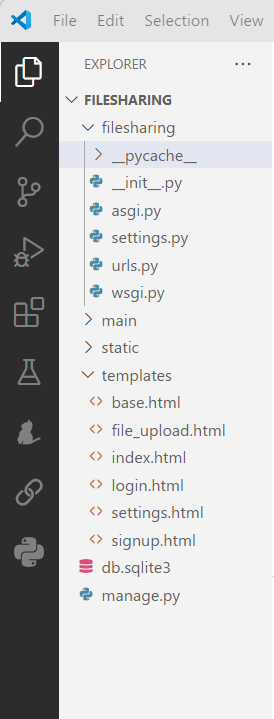 File Edit Selection View
EXPLORER ...
FILESHARING
filesharing
__pycache__
__init__.py
asgi.py
settings.py
urls.py
wsgi.py
main
static
templates
base.html
file_upload.html
index.html
login.html
settings.html
signup.html
db.sqlite3
manage.py